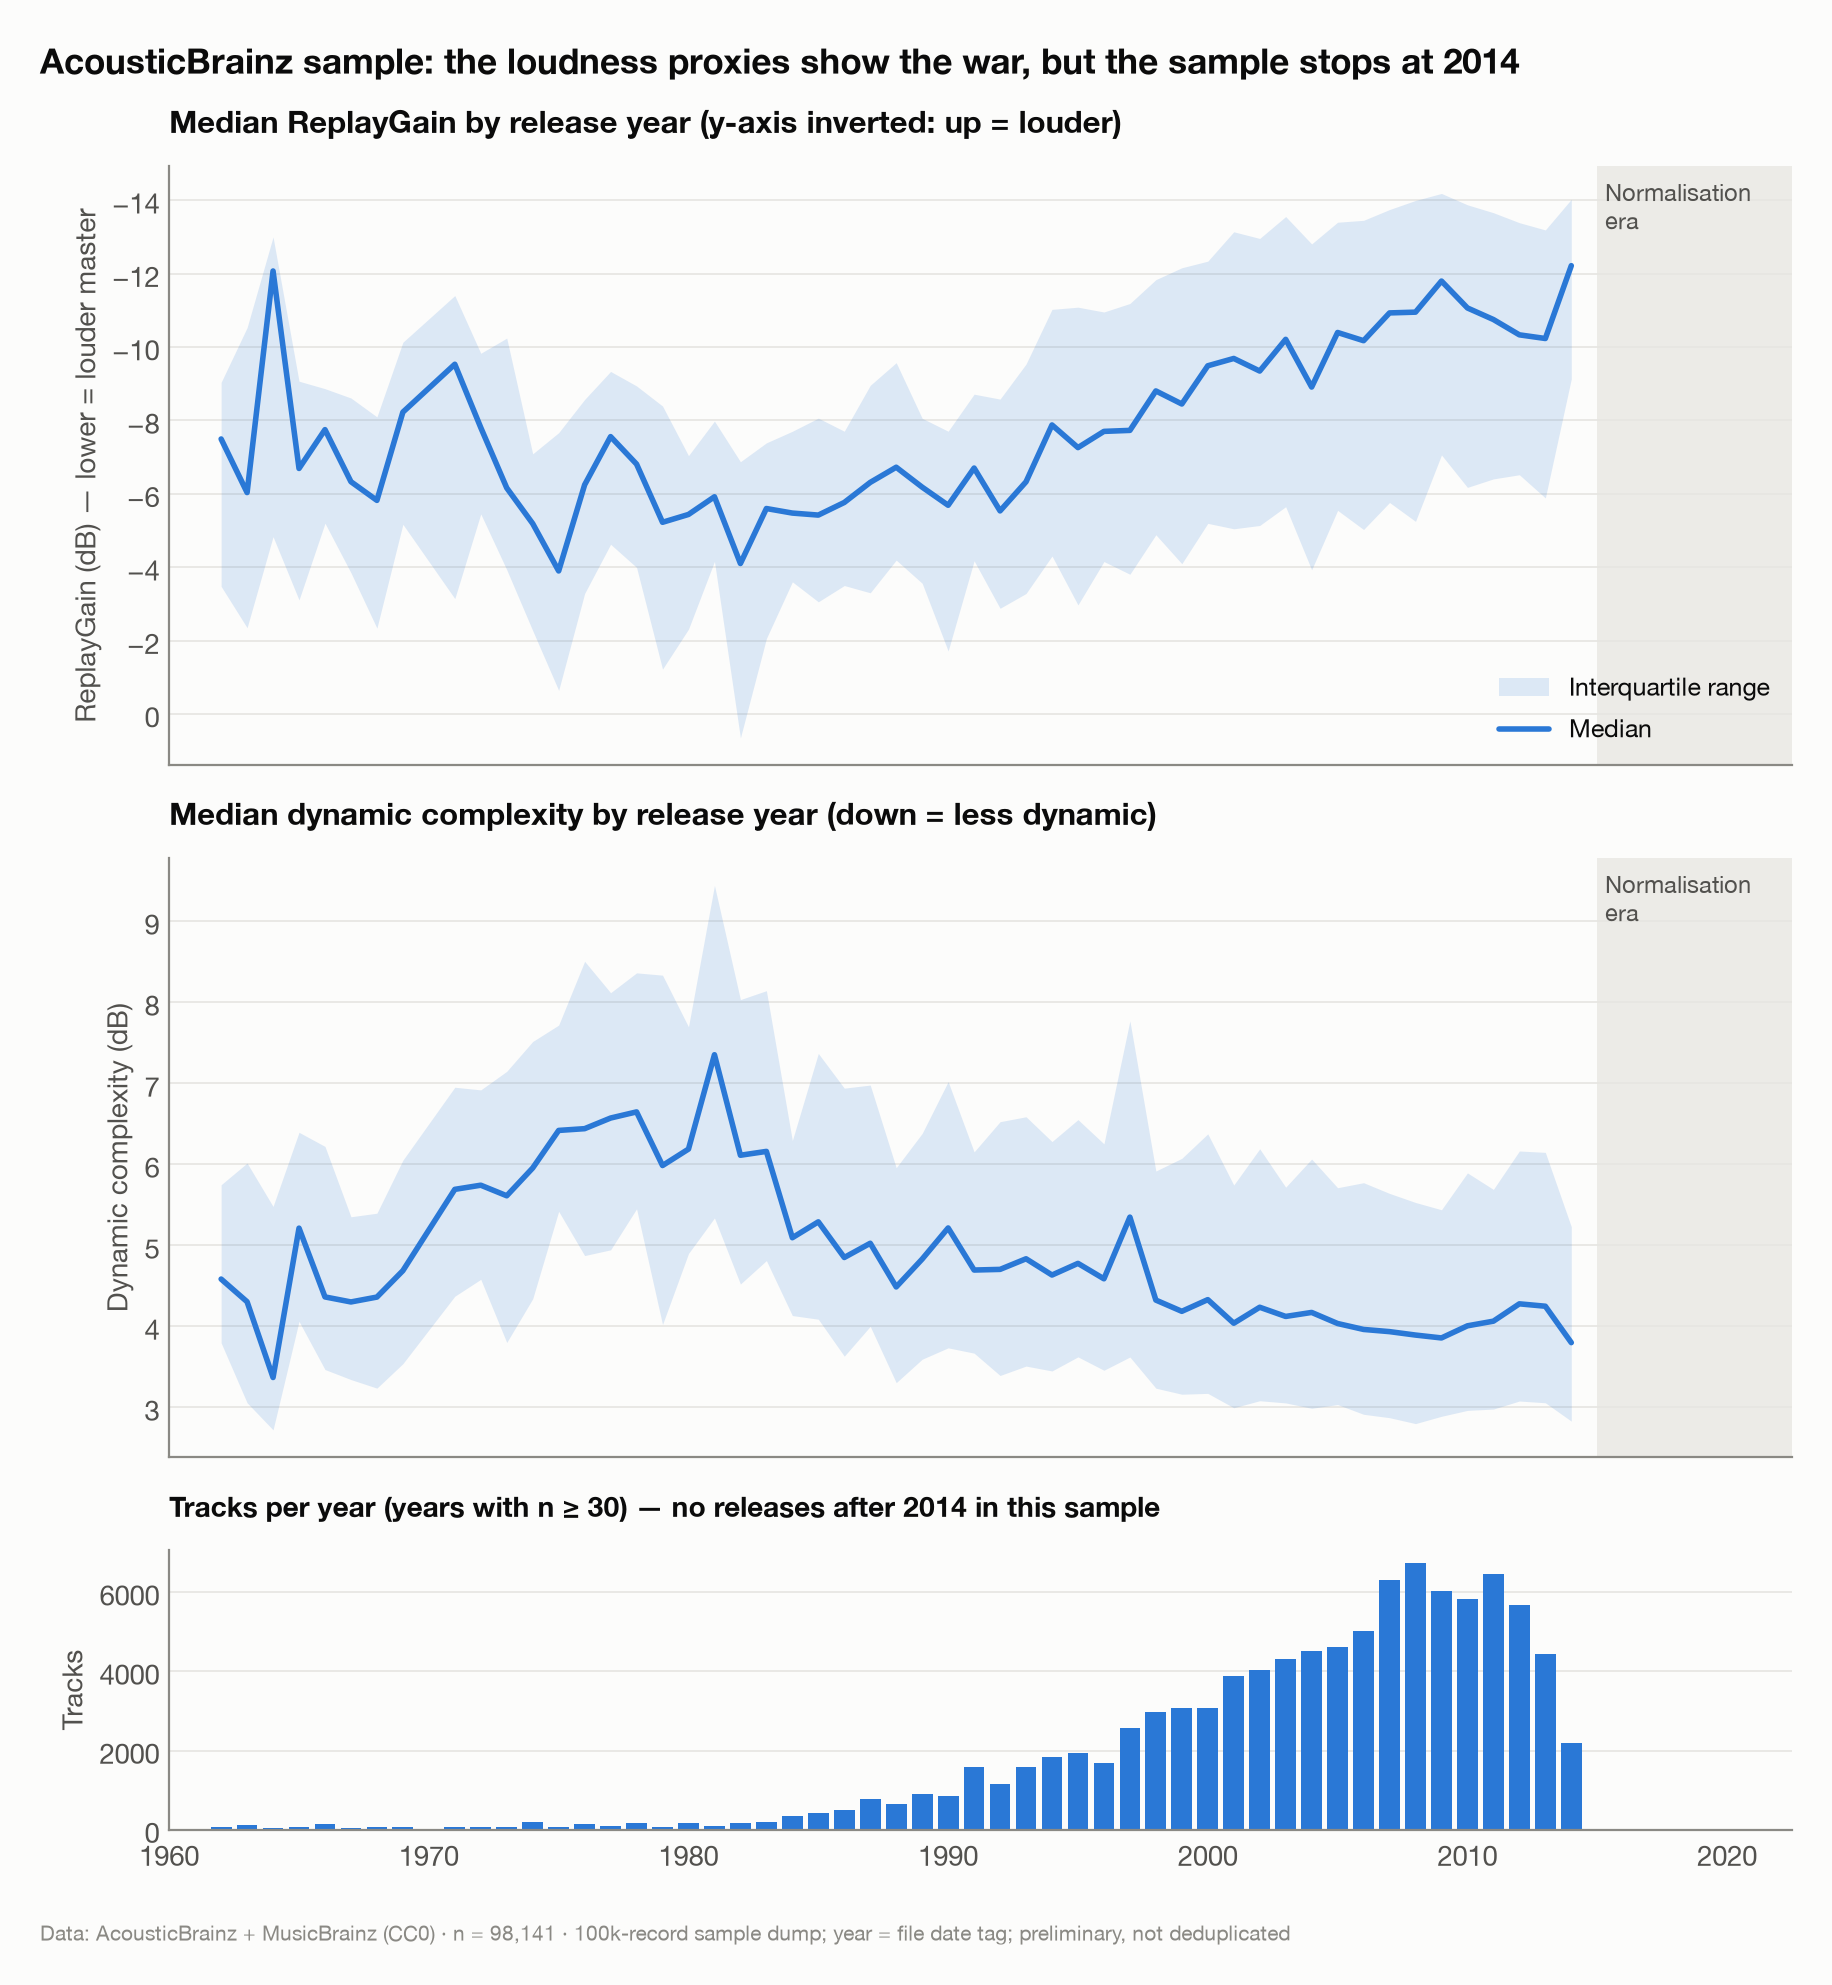 AcousticBrainz sample: the loudness proxies show the war, but the sample stops at 2014
Median ReplayGain by release year (y-axis inverted: up = louder)
ReplayGain (dB) — lower = louder master
−14
−12
−10
−8
−6
−4
−2
0
Normalisation
era
Interquartile range
Median
Median dynamic complexity by release year (down = less dynamic)
Dynamic complexity (dB)
9
8
7
6
5
4
3
Normalisation
era
Tracks per year (years with n ≥ 30) — no releases after 2014 in this sample
Tracks
6000
4000
2000
0
1960 1970 1980 1990 2000 2010 2020
Data: AcousticBrainz + MusicBrainz (CC0) · n = 98,141 · 100k-record sample dump; year = file date tag; preliminary, not deduplicated